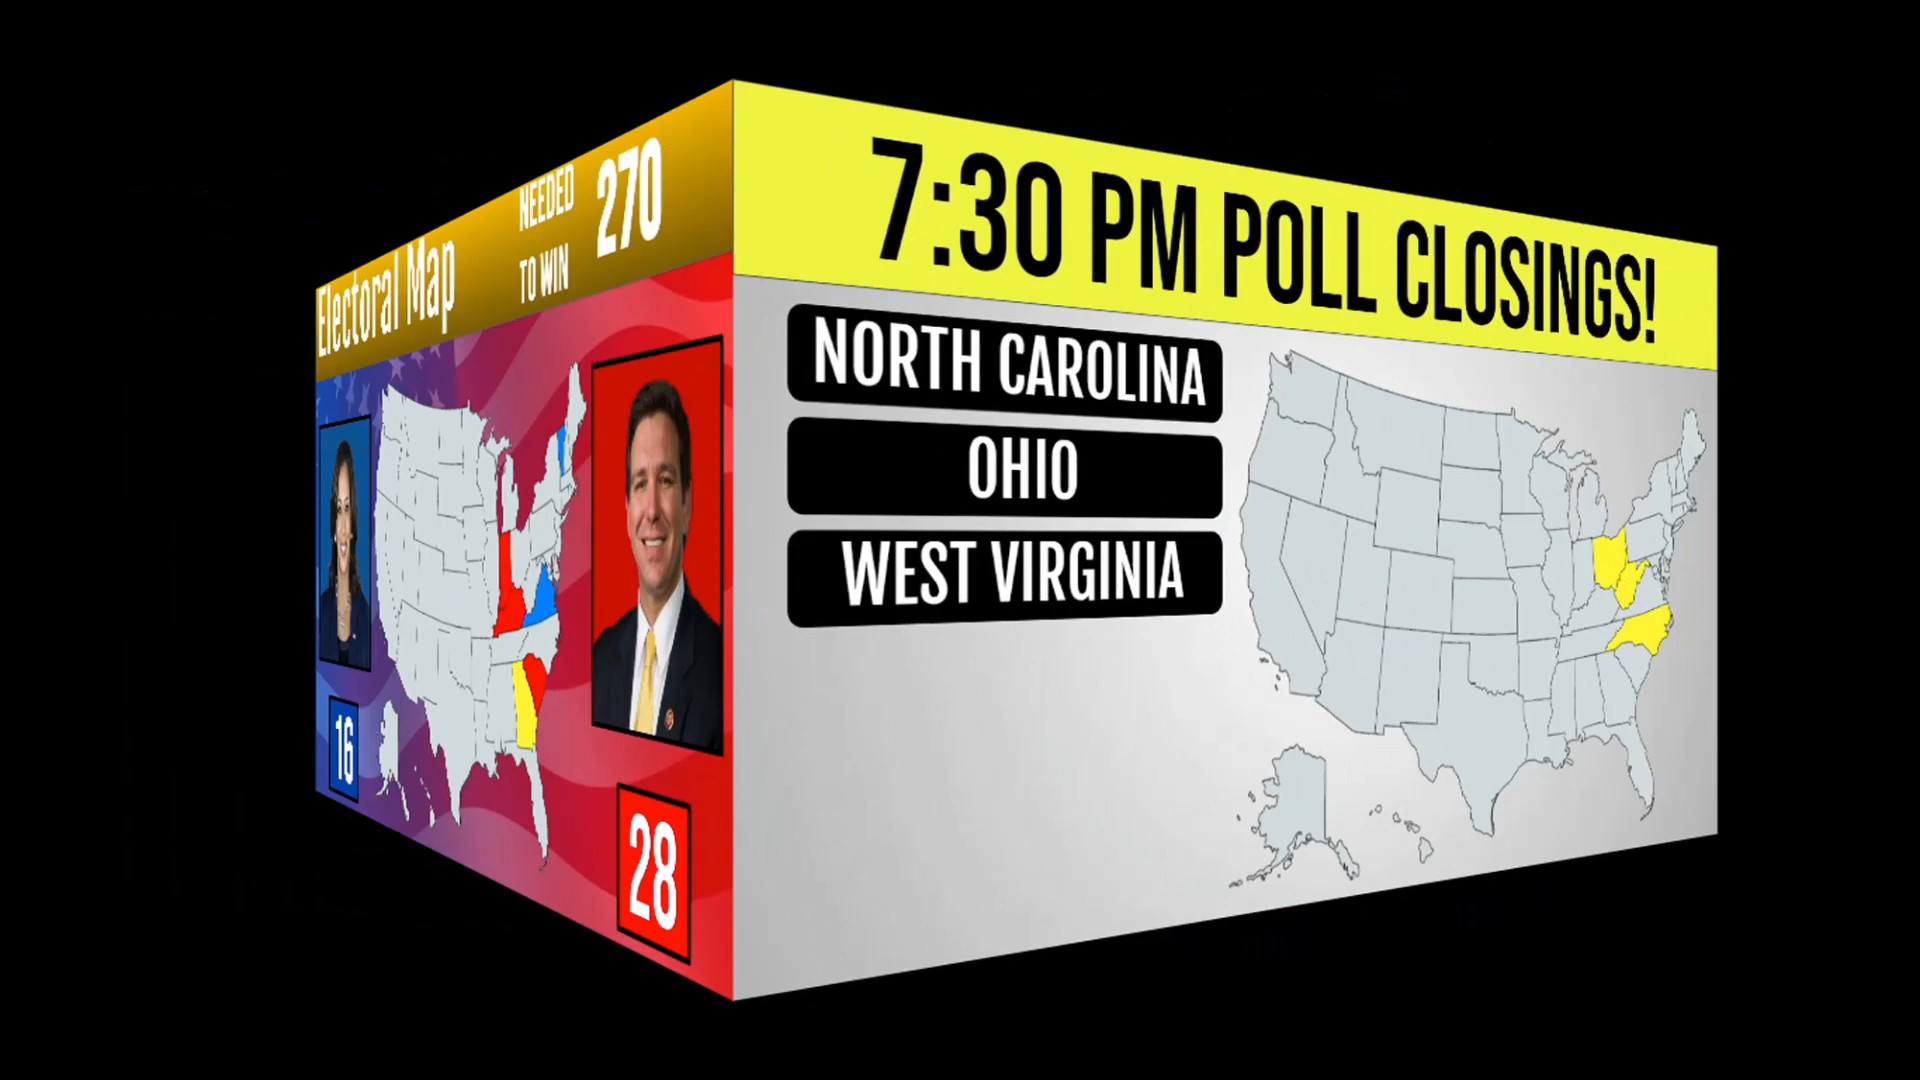 Electoral Map
NEEDED
TO WIN
270
16
28
7:30 PM POLL CLOSINGS!
NORTH CAROLINA
OHIO
WEST VIRGINIA